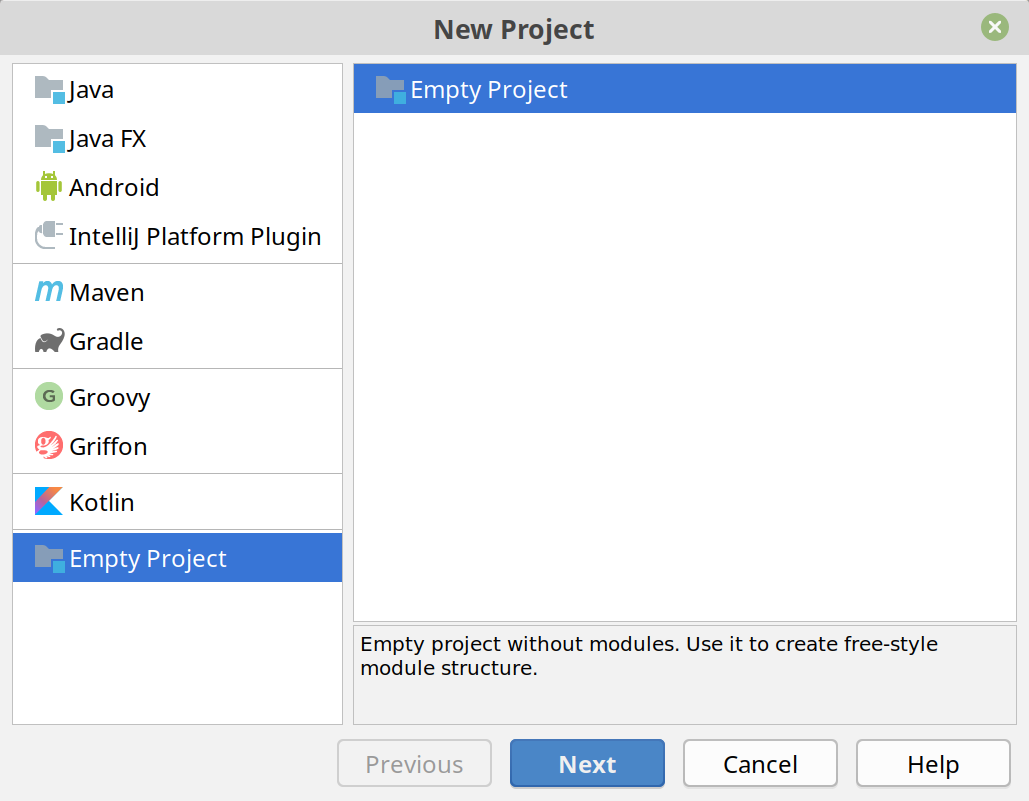 New Project
Java
Java FX
Android
IntelliJ Platform Plugin
Maven
Gradle
G Groovy
Griffon
Kotlin
Empty Project
Empty Project
Empty project without modules. Use it to create free-style
module structure.
Previous
Next
Cancel
Help